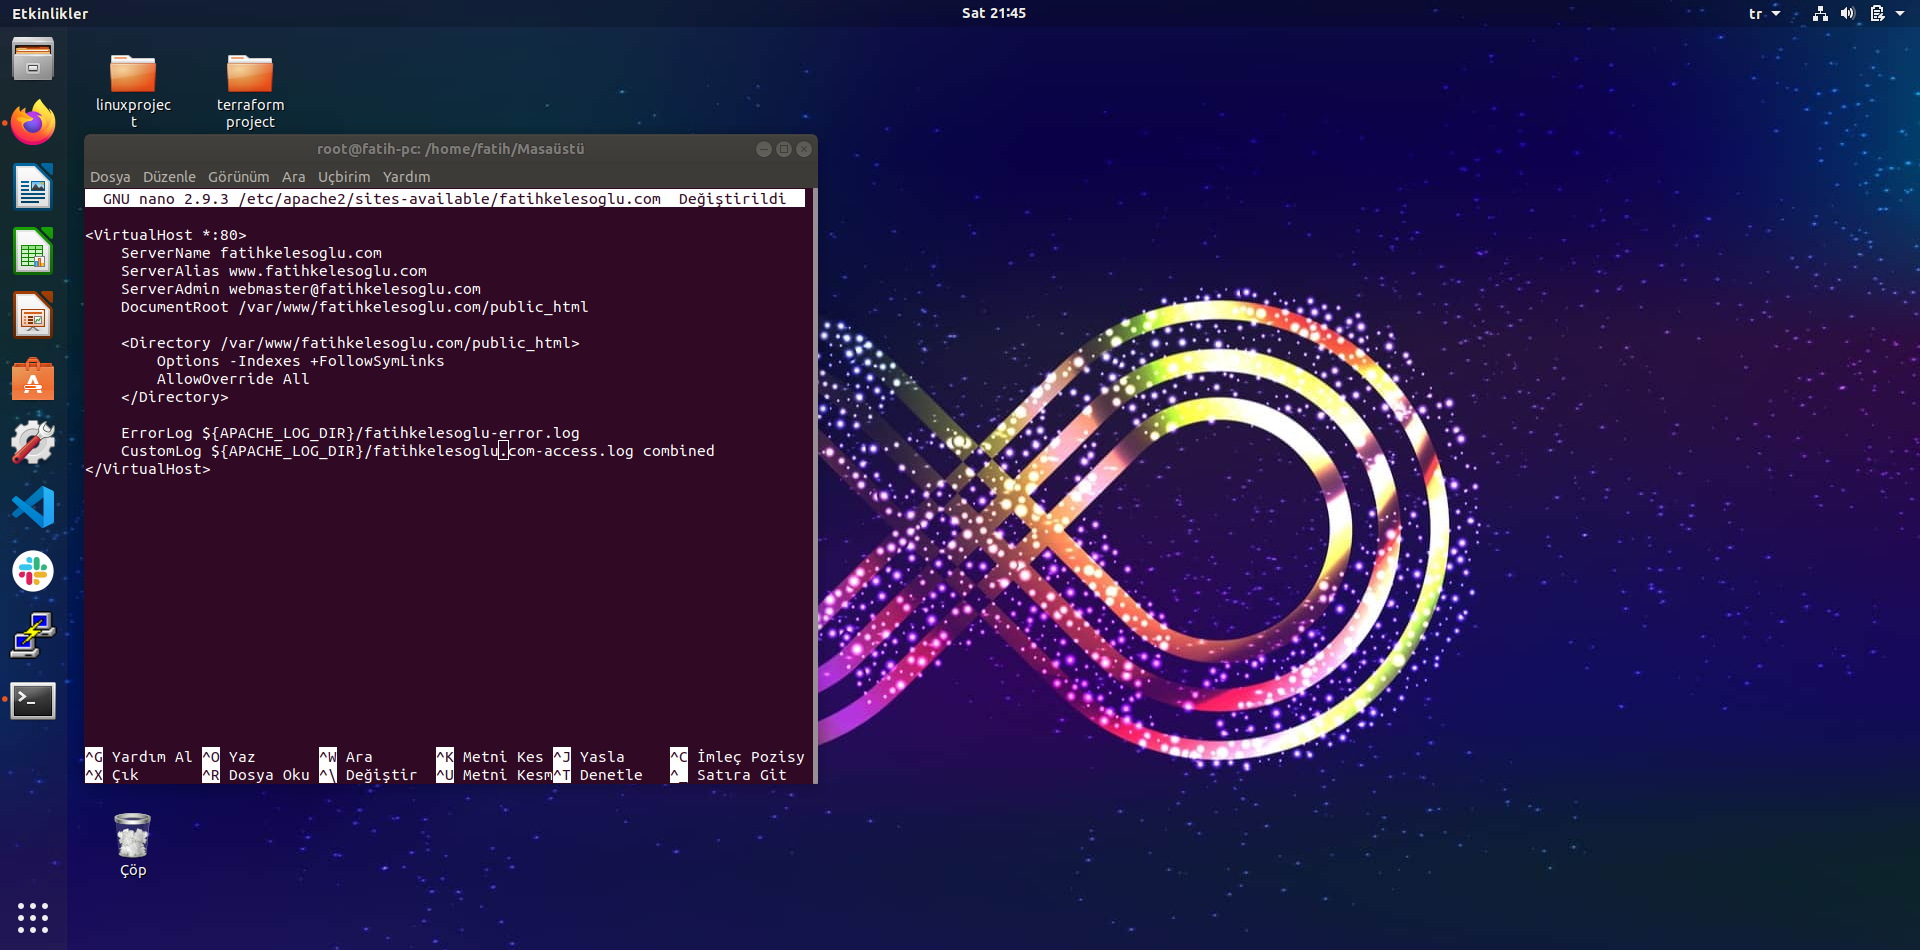 Etkinlikler
Sat 21:45
tr
linuxprojec
t
terraform
project
root@fatih-pc: /home/fatih/Masaüstü
Dosya Düzenle Görünüm Ara Uçbirim Yardım
GNU nano 2.9.3 /etc/apache2/sites-available/fatihkelesoglu.com Değiştirildi
<VirtualHost *:80>
ServerName fatihkelesoglu.com
ServerAlias www.fatihkelesoglu.com
ServerAdmin webmaster@fatihkelesoglu.com
DocumentRoot /var/www/fatihkelesoglu.com/public_html
<Directory /var/www/fatihkelesoglu.com/public_html>
Options -Indexes +FollowSymLinks
AllowOverride All
</Directory>
ErrorLog ${APACHE_LOG_DIR}/fatihkelesoglu-error.log
CustomLog ${APACHE_LOG_DIR}/fatihkelesoglu.com-access.log combined
</VirtualHost>
^G Yardım Al ^O Yaz ^W Ara ^K Metni Kes ^J Yasla ^C İmleç Pozisy
^X Çık ^R Dosya Oku ^\ Değiştir ^U Metni Kesm^T Denetle ^_ Satıra Git
Çöp